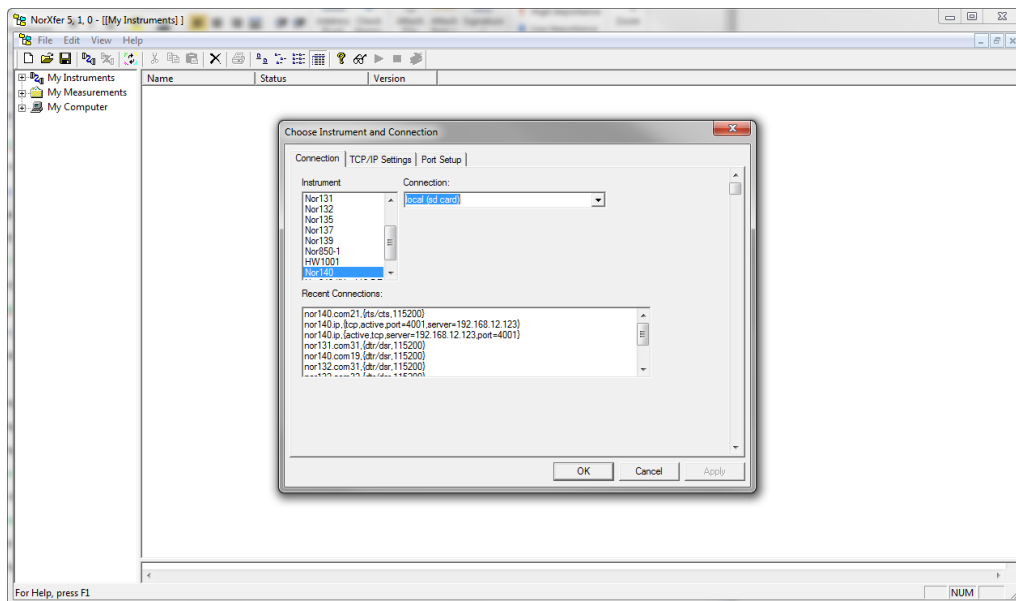 NorXfer 5, 1, 0 - [[My Instruments] ]
File Edit View Help
My Instruments
My Measurements
My Computer
Name Status Version
Choose Instrument and Connection
Connection TCP/IP Settings Port Setup
Instrument Connection:
Nor131 local (sd card)
Nor132
Nor135
Nor137
Nor139
Nor850-1
HW1001
Nor140
Recent Connections:
nor140.com21,{rts/cts,115200}
nor140.ip,{tcp,active,port=4001,server=192.168.12.123}
nor140.ip,{active,tcp,server=192.168.12.123,port=4001}
nor131.com31,{dtr/dsr,115200}
nor140.com19,{dtr/dsr,115200}
nor132.com31,{dtr/dsr,115200}
OK Cancel Apply
For Help, press F1 NUM